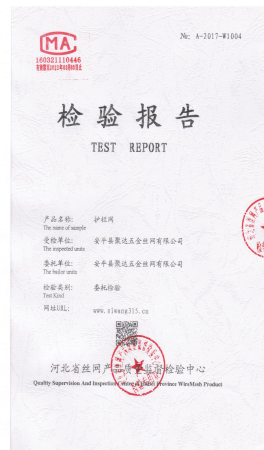 №: A-2017-W1004
MA
160321110446
检验报告
TEST REPORT
产品名称: 护栏网
The name of sample
受检单位: 安平县聚达五金丝网有限公司
The inspected units
委托单位: 安平县聚达五金丝网有限公司
The bailor units
检验类别: 委托检验
Test Kind
网址URL: www.siwang315.cn
河北省丝网产品质量监督检验中心
Quality Supervision And Inspection Center of Hebei Province WireMesh Product